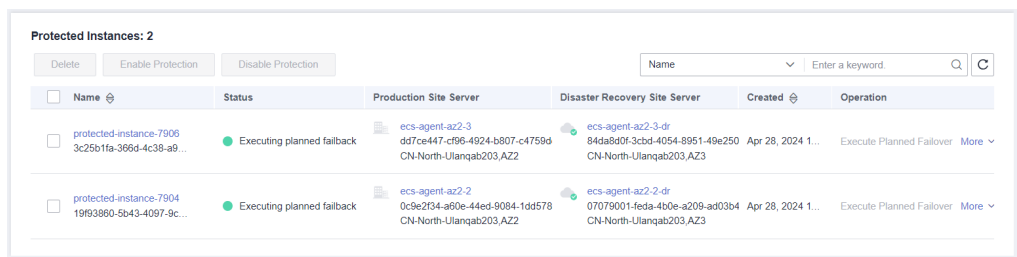 Protected Instances: 2
Delete Enable Protection Disable Protection Name Enter a keyword.
Name Status Production Site Server Disaster Recovery Site Server Created Operation
protected-instance-7906
3c25b1fa-366d-4c38-a9...
Executing planned failback
ecs-agent-az2-3
dd7ce447-cf96-4924-b807-c4759d
CN-North-Ulanqab203,AZ2
ecs-agent-az2-3-dr
84da8d0f-3cbd-4054-8951-49e250
CN-North-Ulanqab203,AZ3
Apr 28, 2024 1...
Execute Planned Failover More
protected-instance-7904
19f93860-5b43-4097-9c...
Executing planned failback
ecs-agent-az2-2
0c9e2f34-a60e-44ed-9084-1dd578
CN-North-Ulanqab203,AZ2
ecs-agent-az2-2-dr
07079001-feda-4b0e-a209-ad03b4
CN-North-Ulanqab203,AZ3
Apr 28, 2024 1...
Execute Planned Failover More